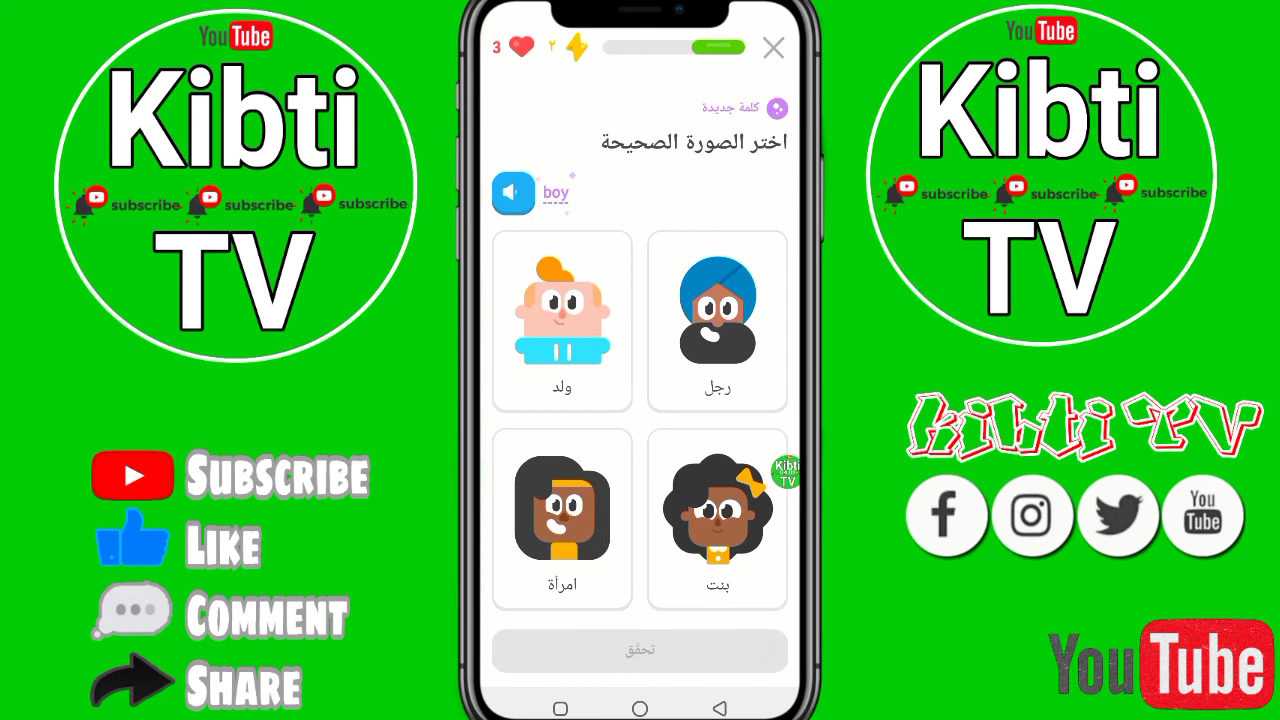 YouTube
Kibti
subscribe subscribe subscribe
TV
SUBSCRIBE
LIKE
COMMENT
SHARE
3 ٢
كلمة جديدة
اختر الصورة الصحيحة
boy
ولد
رجل
امرأة
بنت
Kibti
TV
تحقَّق
YouTube
Kibti
subscribe subscribe subscribe
TV
kibti TV
You
Tube
YouTube